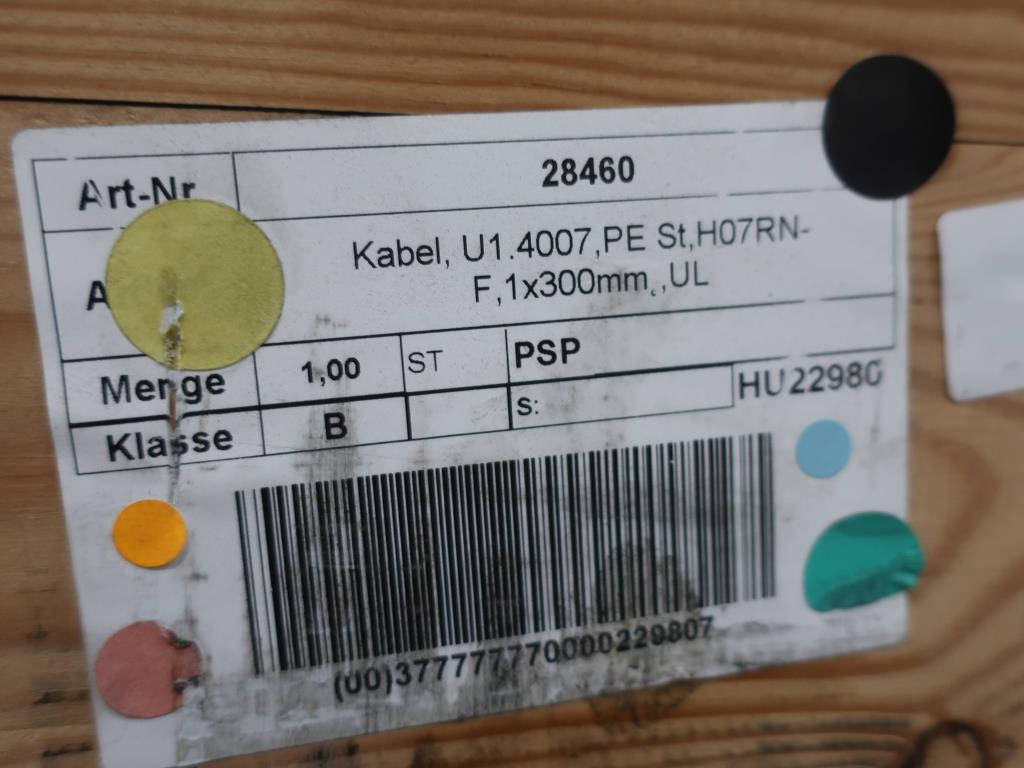 Art-Nr
28460
Kabel, U1.4007,PE St,H07RN-
F,1x300mm.,UL
Menge 1,00 ST PSP
Klasse B S: HU22980
(00)377777770000229807